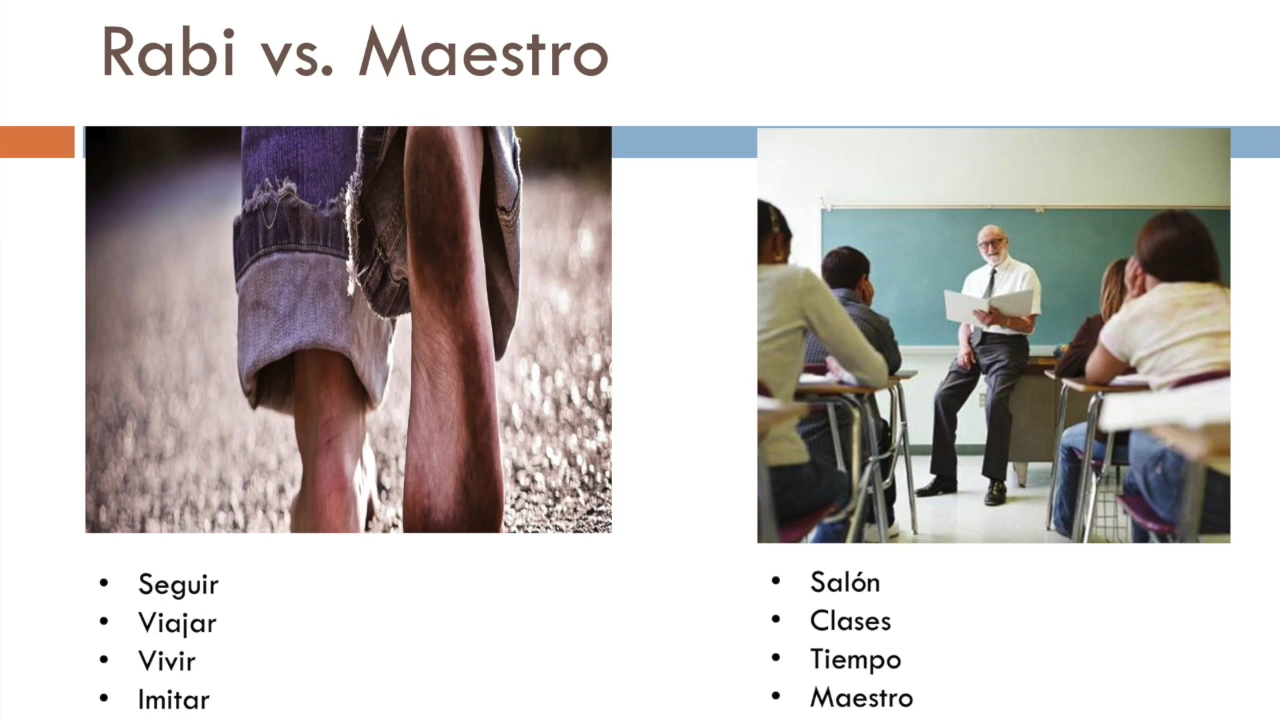 Rabi vs. Maestro
• Seguir
• Viajar
• Vivir
• Imitar
• Salón
• Clases
• Tiempo
• Maestro